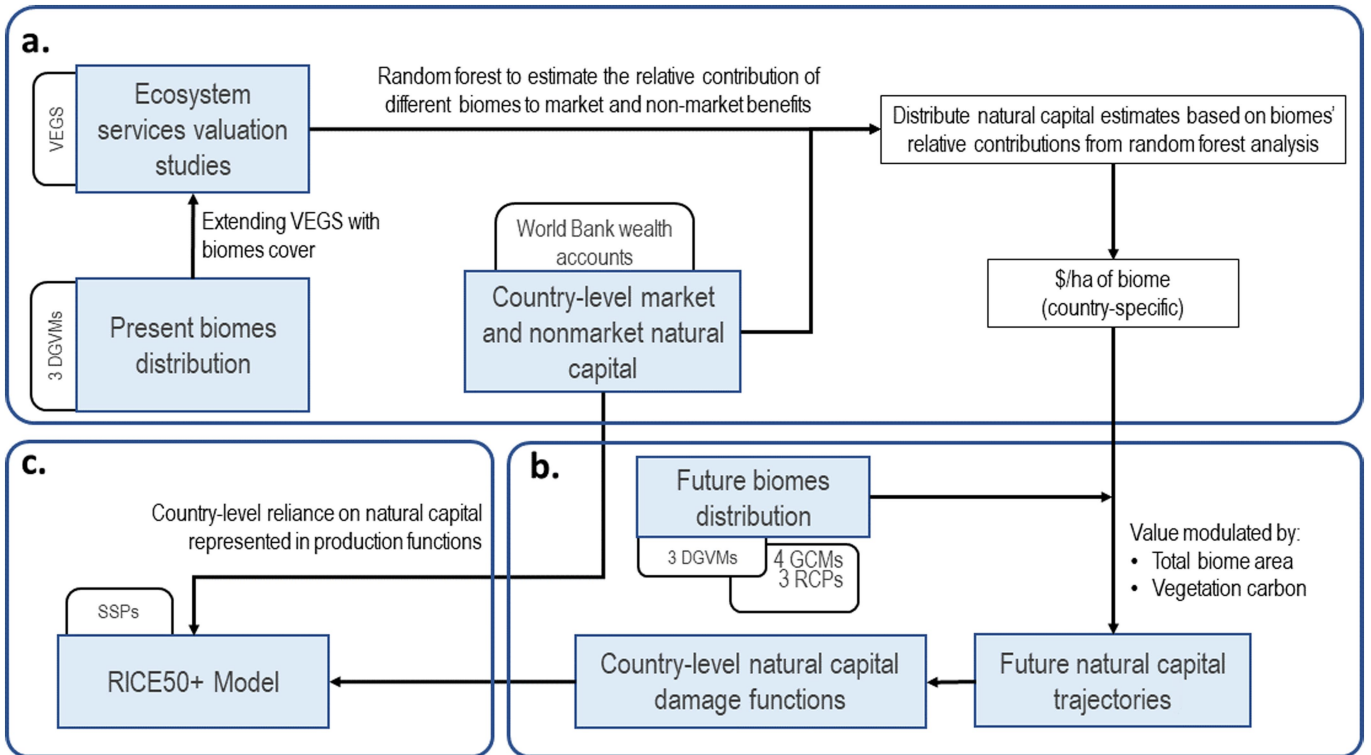 a.
VEGS
Ecosystem
services valuation
studies
Random forest to estimate the relative contribution of
different biomes to market and non-market benefits
Distribute natural capital estimates based on biomes'
relative contributions from random forest analysis
Extending VEGS with
biomes cover
3 DGVMs
Present biomes
distribution
World Bank wealth
accounts
Country-level market
and nonmarket natural
capital
$/ha of biome
(country-specific)
c.
Country-level reliance on natural capital
represented in production functions
SSPs
RICE50+ Model
b.
Future biomes
distribution
3 DGVMs
4 GCMs
3 RCPs
Value modulated by:
• Total biome area
• Vegetation carbon
Country-level natural capital
damage functions
Future natural capital
trajectories